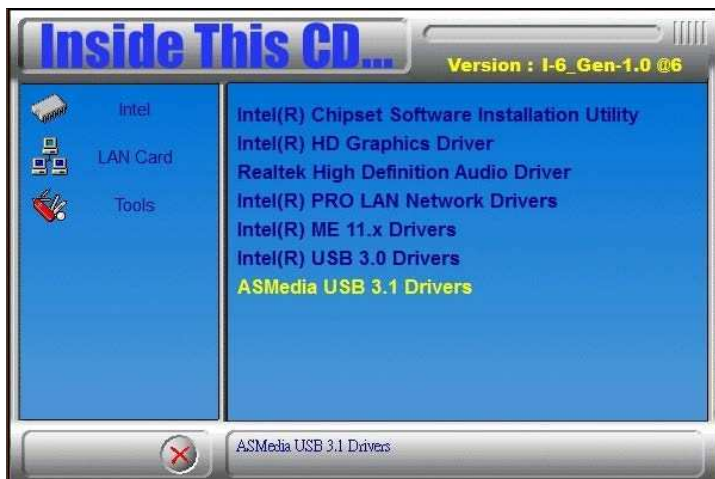 Inside This CD...
Version : I-6_Gen-1.0 @6
Intel
LAN Card
Tools
Intel(R) Chipset Software Installation Utility
Intel(R) HD Graphics Driver
Realtek High Definition Audio Driver
Intel(R) PRO LAN Network Drivers
Intel(R) ME 11.x Drivers
Intel(R) USB 3.0 Drivers
ASMedia USB 3.1 Drivers
ASMedia USB 3.1 Drivers